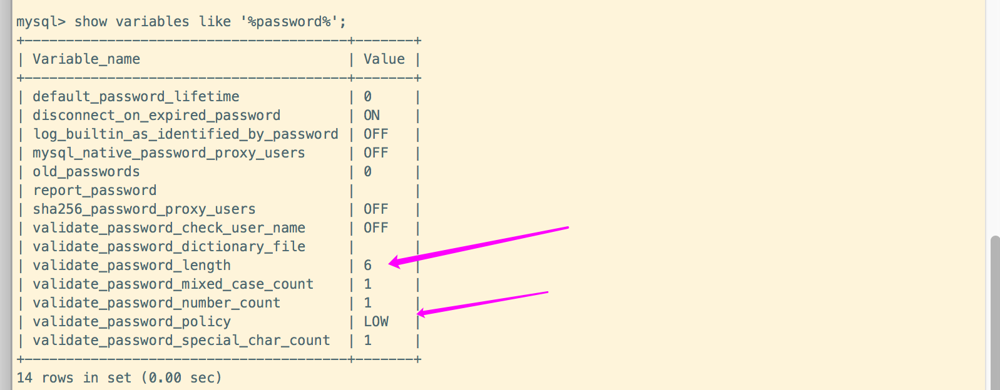 mysql> show variables like '%password%';
+---------------------------------------+-------+
| Variable_name                         | Value |
+---------------------------------------+-------+
| default_password_lifetime             | 0     |
| disconnect_on_expired_password        | ON    |
| log_builtin_as_identified_by_password | OFF   |
| mysql_native_password_proxy_users     | OFF   |
| old_passwords                         | 0     |
| report_password                       |       |
| sha256_password_proxy_users           | OFF   |
| validate_password_check_user_name     | OFF   |
| validate_password_dictionary_file     |       |
| validate_password_length              | 6     |
| validate_password_mixed_case_count    | 1     |
| validate_password_number_count        | 1     |
| validate_password_policy              | LOW   |
| validate_password_special_char_count  | 1     |
+---------------------------------------+-------+
14 rows in set (0.00 sec)